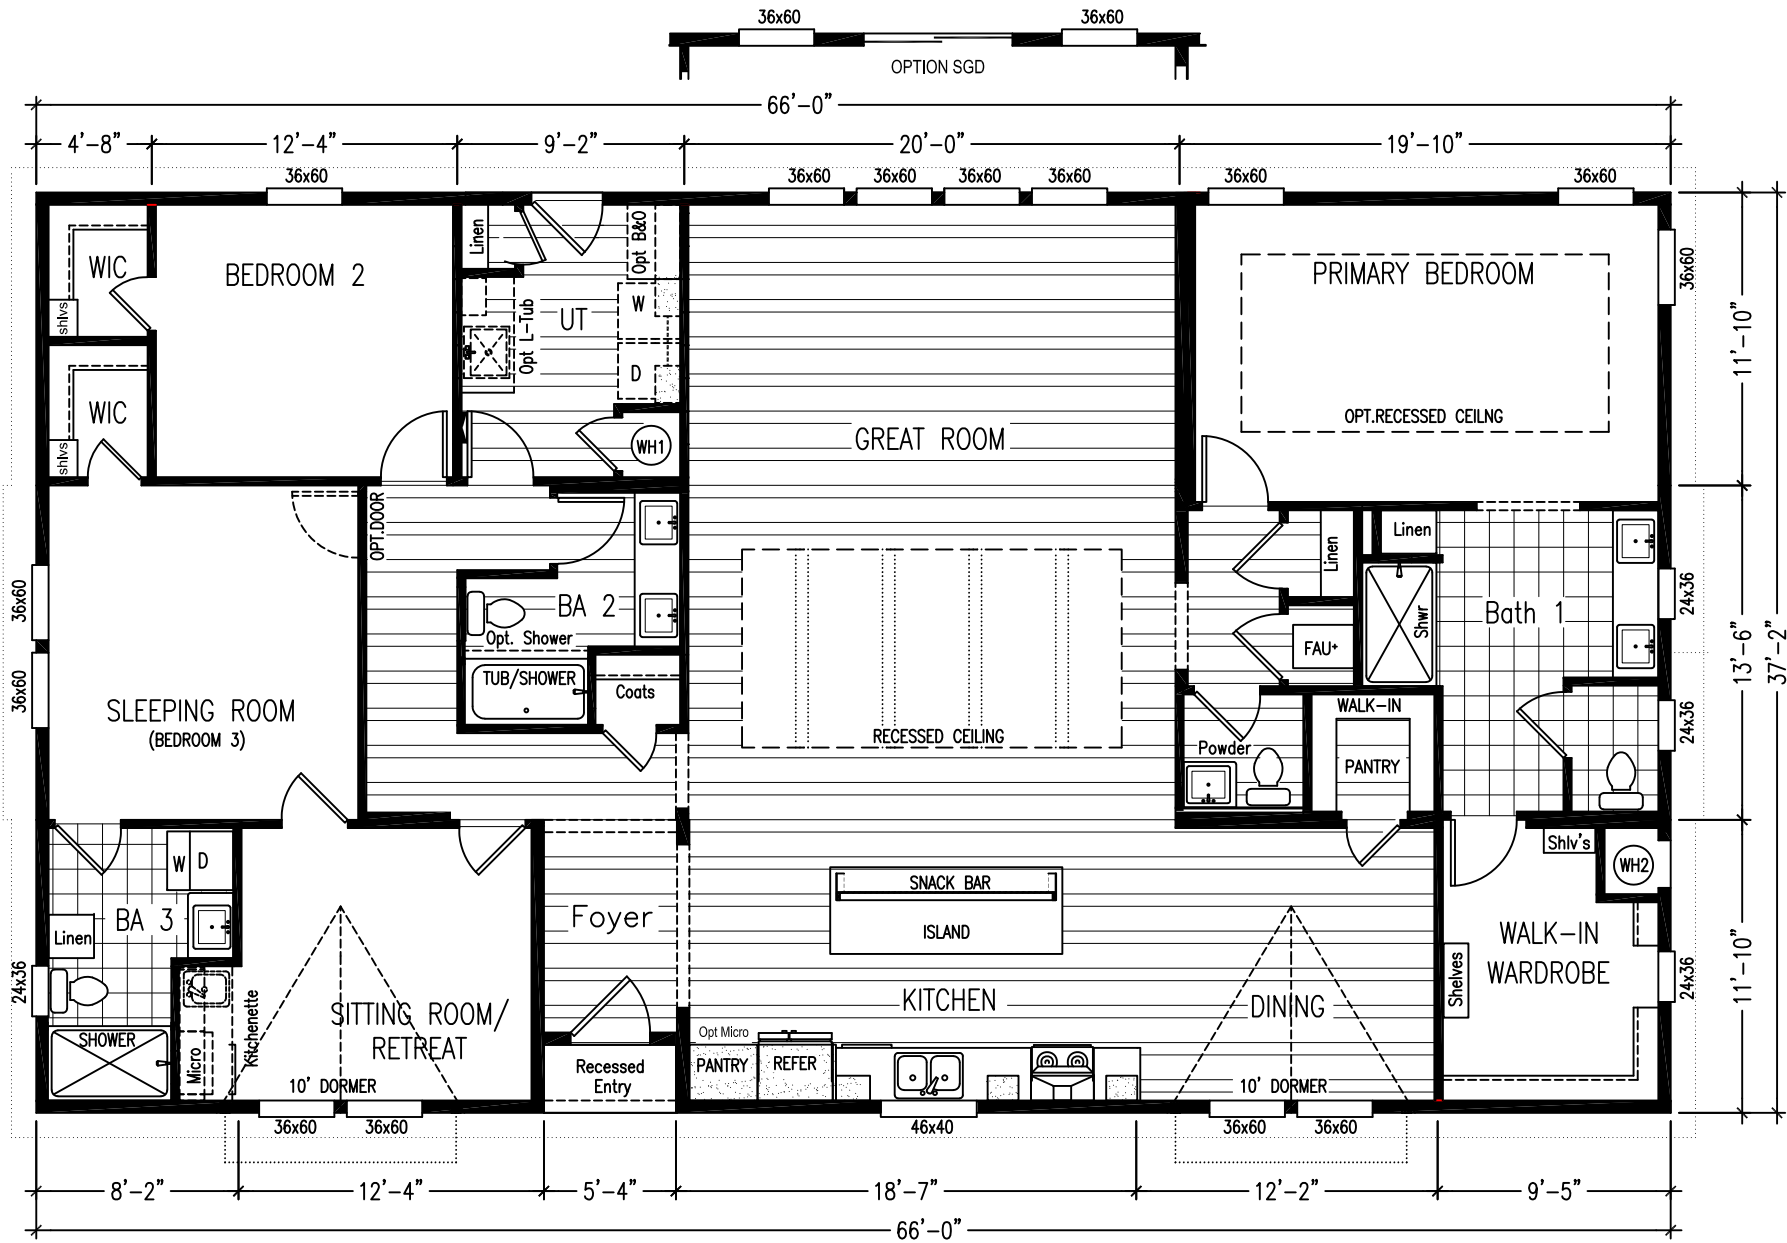 36x60
36x60
OPTION SGD
66'-0"
4'-8"
12'-4"
9'-2"
20'-0"
19'-10"
36x60
36x60
36x60
36x60
36x60
36x60
36x60
WIC
shlvs
BEDROOM 2
Linen
Opt B&O
Opt L-Tub
UT
W
D
WH1
GREAT ROOM
PRIMARY BEDROOM
OPT.RECESSED CEILNG
36x60
11'-10"
WIC
shlvs
OPT.DOOR
36x60
36x60
SLEEPING ROOM
(BEDROOM 3)
BA 2
Opt. Shower
TUB/SHOWER
Coats
RECESSED CEILING
Linen
FAU+
Linen
Shwr
Bath 1
24x36
24x36
13'-6"
37'-2"
Powder
WALK-IN
PANTRY
W
D
BA 3
Linen
24x36
SHOWER
Kitchenette
Micro
SITTING ROOM/
RETREAT
10' DORMER
Foyer
Recessed
Entry
SNACK BAR
ISLAND
KITCHEN
DINING
Opt Micro
PANTRY
REFER
10' DORMER
Shlv's
WH2
WALK-IN
WARDROBE
Shelves
24x36
11'-10"
36x60
36x60
46x40
36x60
36x60
8'-2"
12'-4"
5'-4"
18'-7"
12'-2"
9'-5"
66'-0"